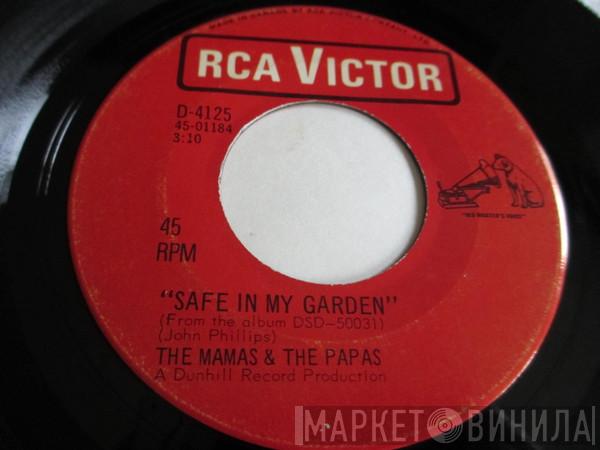 RCA VICTOR
D-4125
45-01184
3:10
"HIS MASTER'S VOICE"
45
RPM
"SAFE IN MY GARDEN"
(From the album DSD-50031)
(John Phillips)
THE MAMAS & THE PAPAS
A Dunhill Record Production
МАРКЕТ ВИНИЛА